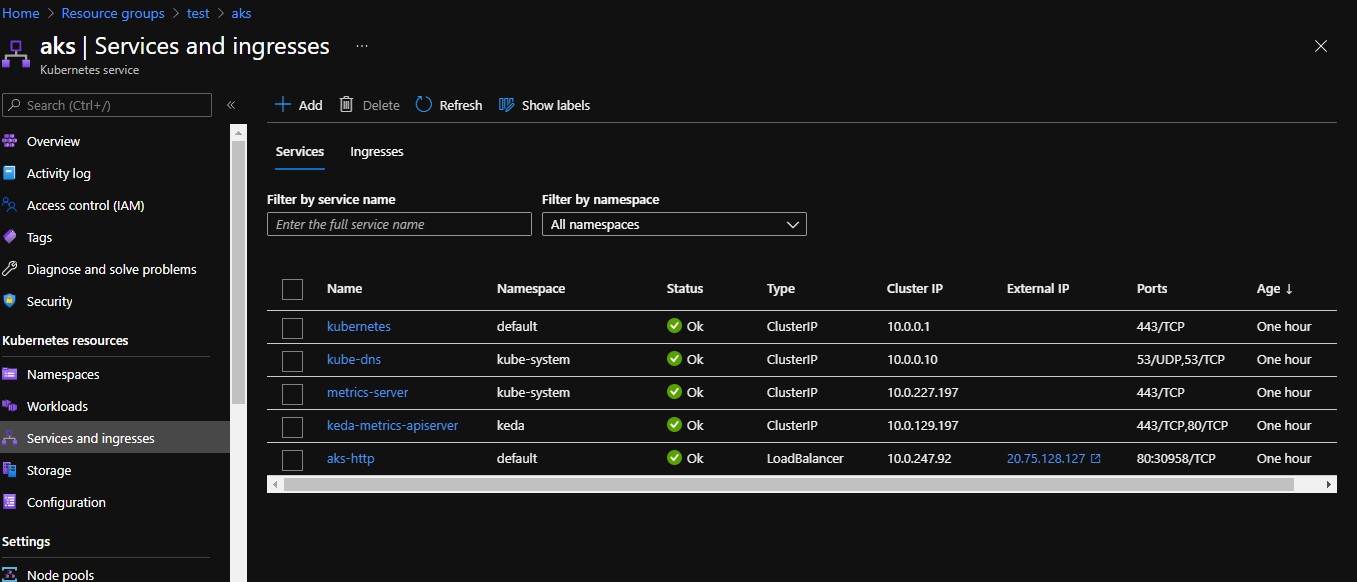 Home > Resource groups > test > aks
aks | Services and ingresses ...
Kubernetes service
Search (Ctrl+/) «
Overview
Activity log
Access control (IAM)
Tags
Diagnose and solve problems
Security
Kubernetes resources
Namespaces
Workloads
Services and ingresses
Storage
Configuration
Settings
Node pools
+ Add Delete Refresh Show labels
Services Ingresses
Filter by service name Filter by namespace
Enter the full service name All namespaces
Name Namespace Status Type Cluster IP External IP Ports Age ↓
kubernetes default Ok ClusterIP 10.0.0.1 443/TCP One hour
kube-dns kube-system Ok ClusterIP 10.0.0.10 53/UDP,53/TCP One hour
metrics-server kube-system Ok ClusterIP 10.0.227.197 443/TCP One hour
keda-metrics-apiserver keda Ok ClusterIP 10.0.129.197 443/TCP,80/TCP One hour
aks-http default Ok LoadBalancer 10.0.247.92 20.75.128.127 80:30958/TCP One hour